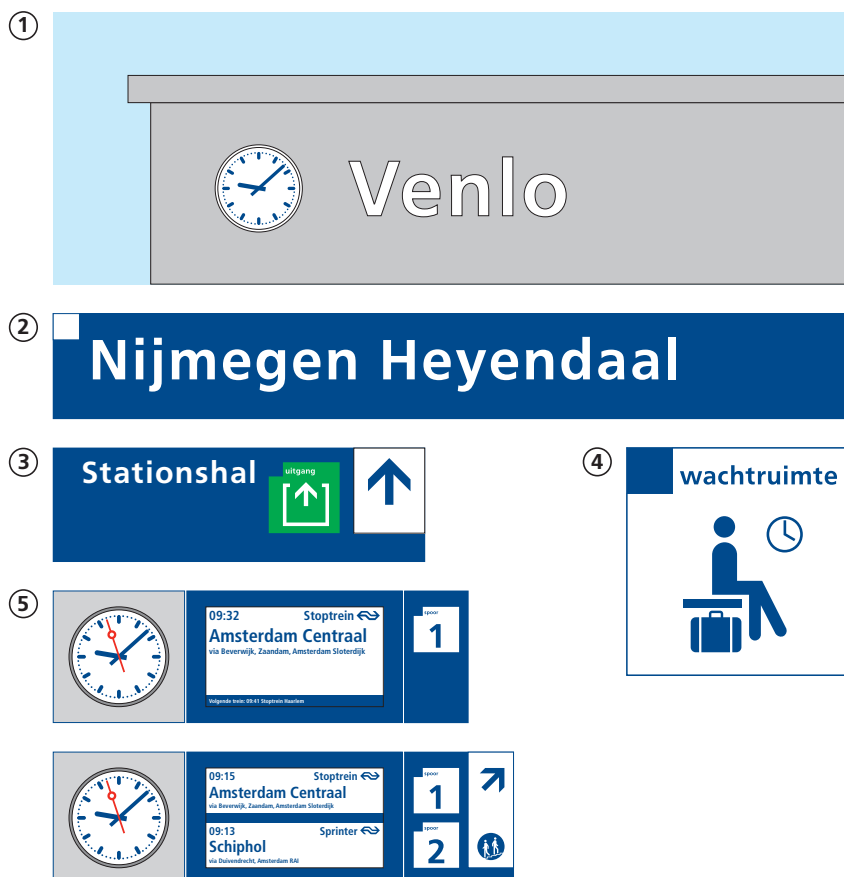 1
Venlo
2
Nijmegen Heyendaal
3
Stationshal
uitgang
4
wachtruimte
5
09:32 Stoptrein
Amsterdam Centraal
via Beverwijk, Zaandam, Amsterdam Sloterdijk
Volgende trein: 09:41 Stoptrein Haarlem
spoor
1
09:15 Stoptrein
Amsterdam Centraal
via Beverwijk, Zaandam, Amsterdam Sloterdijk
spoor
1
09:13 Sprinter
Schiphol
via Duivendrecht, Amsterdam RAI
spoor
2